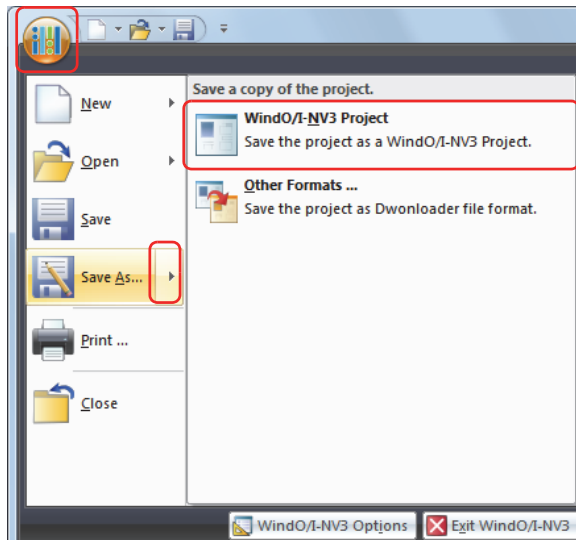 New
Open
Save
Save As...
Print ...
Close
Save a copy of the project.
WindO/I-NV3 Project
Save the project as a WindO/I-NV3 Project.
Other Formats ...
Save the project as Dwonloader file format.
WindO/I-NV3 Options
Exit WindO/I-NV3